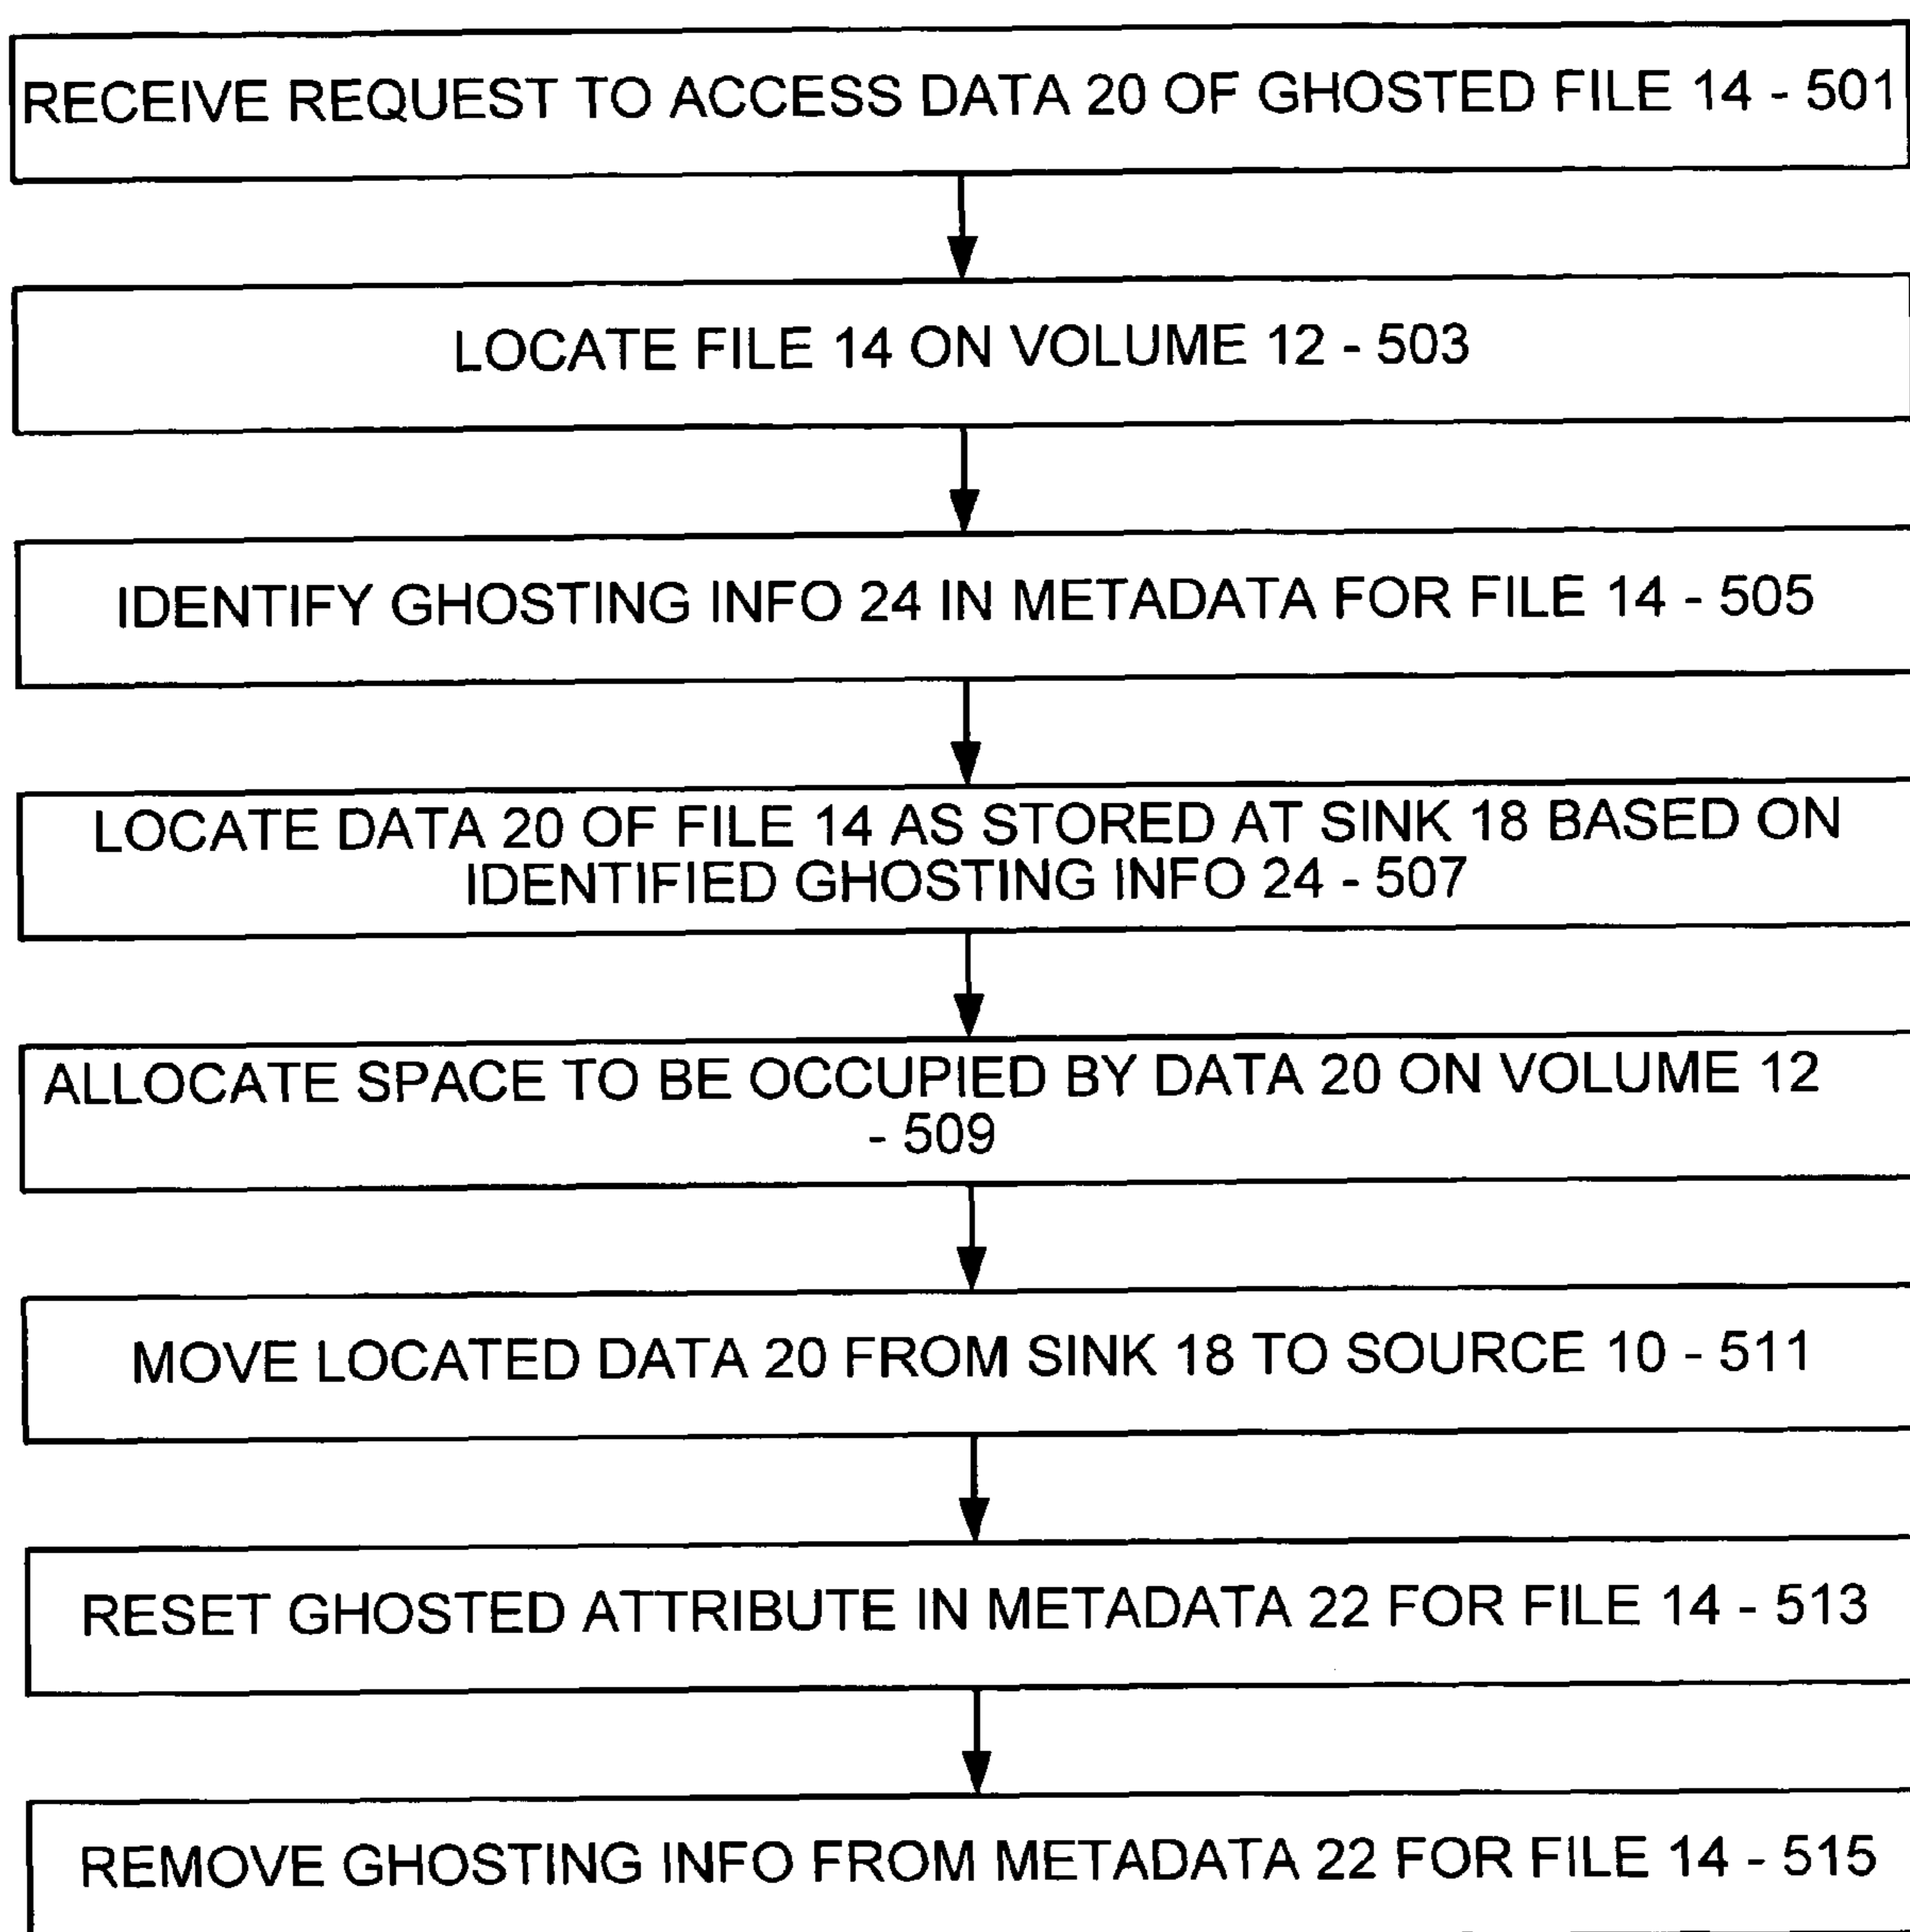 RECEIVE REQUEST TO ACCESS DATA 20 OF GHOSTED FILE 14 - 501
LOCATE FILE 14 ON VOLUME 12 - 503
IDENTIFY GHOSTING INFO 24 IN METADATA FOR FILE 14 - 505
LOCATE DATA 20 OF FILE 14 AS STORED AT SINK 18 BASED ON
IDENTIFIED GHOSTING INFO 24 - 507
ALLOCATE SPACE TO BE OCCUPIED BY DATA 20 ON VOLUME 12
- 509
MOVE LOCATED DATA 20 FROM SINK 18 TO SOURCE 10 - 511
RESET GHOSTED ATTRIBUTE IN METADATA 22 FOR FILE 14 - 513
REMOVE GHOSTING INFO FROM METADATA 22 FOR FILE 14 - 515